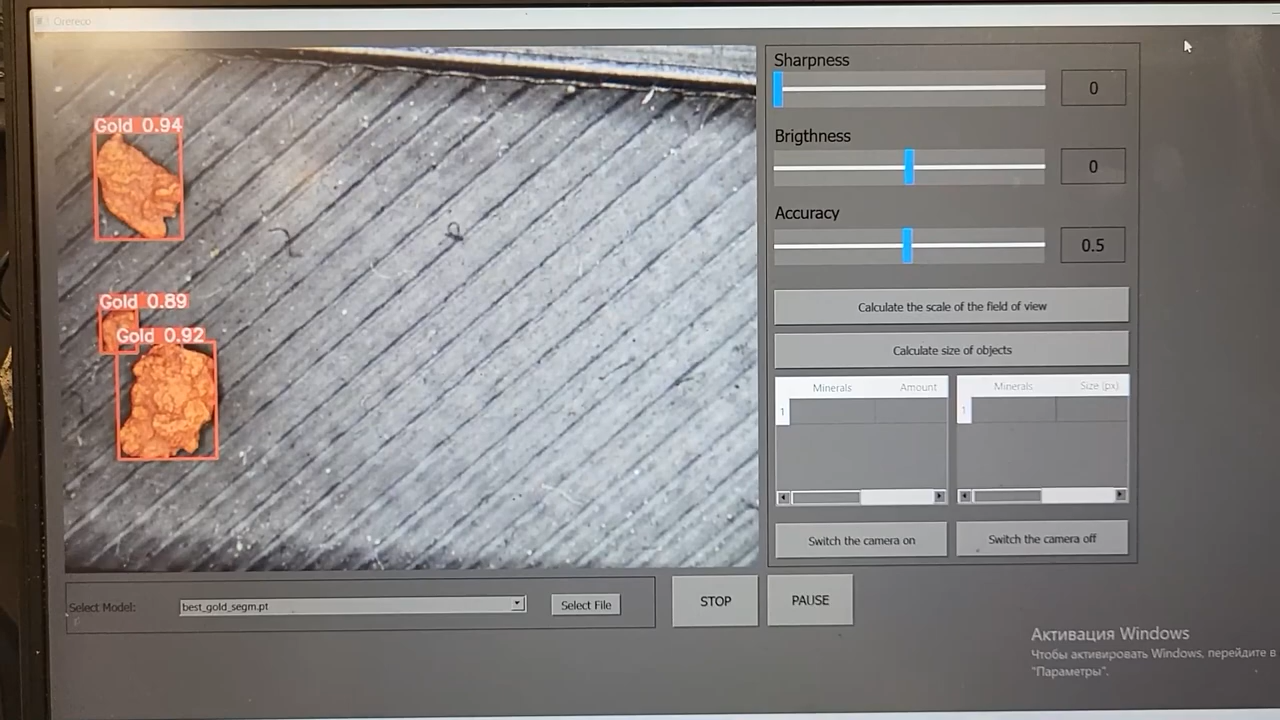 Gold 0.94
Gold 0.89
Gold 0.92
Sharpness
0
Brigthness
0
Accuracy
0.5
Calculate the scale of the field of view
Calculate size of objects
Minerals Amount
1
Minerals Size (px)
1
Switch the camera on
Switch the camera off
Select Model:
best_gold_segm.pt
Select File
STOP
PAUSE
Активация Windows
Чтобы активировать Windows, перейдите в
"Параметры".